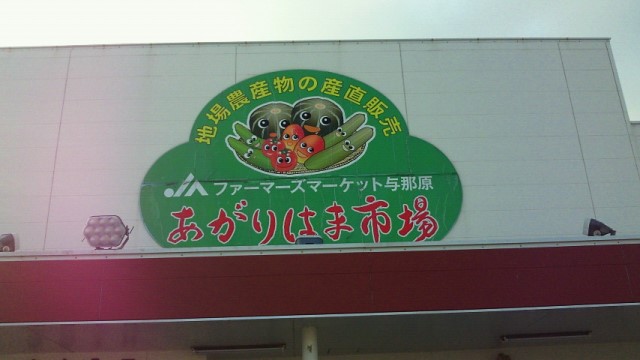 地場農産物の産直販売
JA ファーマーズマーケット与那原
あがりはま市場